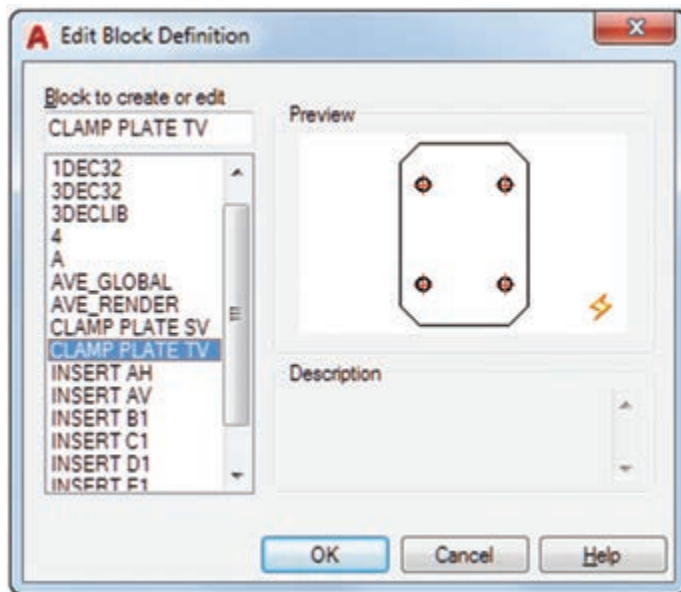 Edit Block Definition
Block to create or edit
CLAMP PLATE TV
1DEC32
3DEC32
3DECLIB
4
A
AVE_GLOBAL
AVE_RENDER
CLAMP PLATE SV
CLAMP PLATE TV
INSERT AH
INSERT AV
INSERT B1
INSERT C1
INSERT D1
INSERT E1
Preview
Description
OK
Cancel
Help